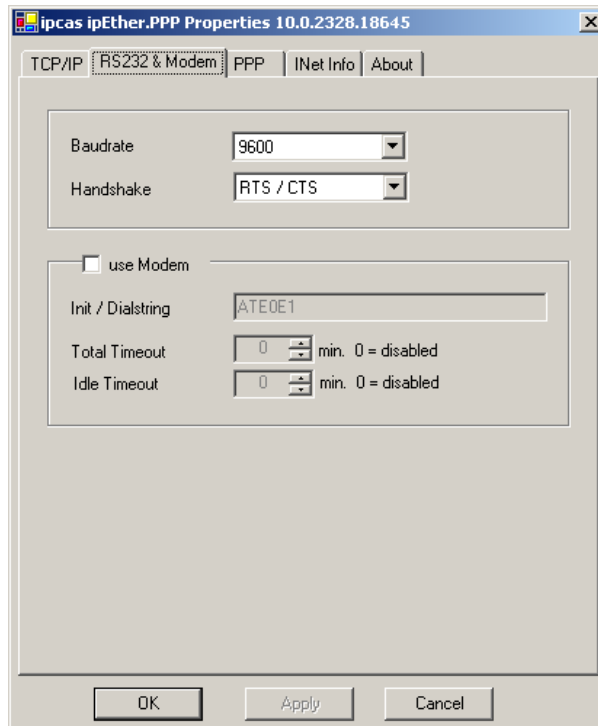 ipcas ipEther.PPP Properties 10.0.2328.18645
TCP/IP RS232 & Modem PPP INet Info About
Baudrate 9600
Handshake RTS / CTS
use Modem
Init / Dialstring ATE0E1
Total Timeout 0 min. 0 = disabled
Idle Timeout 0 min. 0 = disabled
OK Apply Cancel